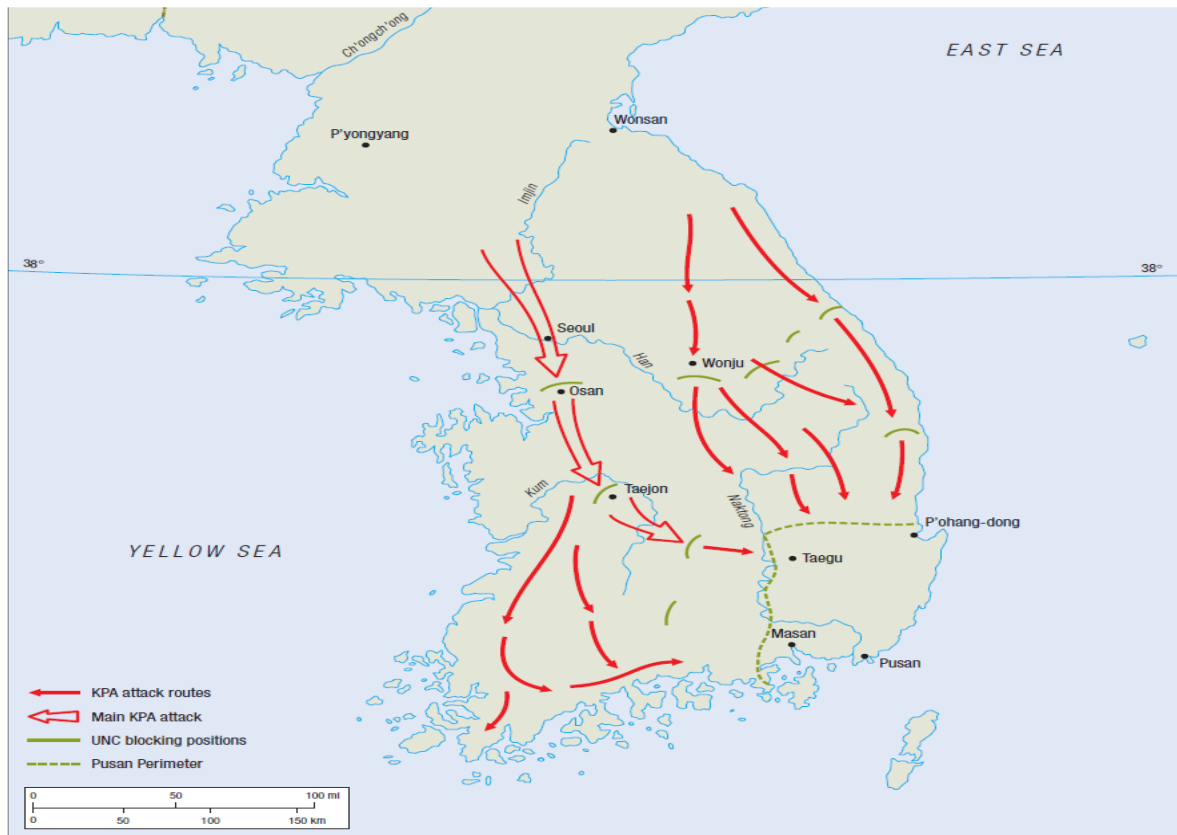 Ch'ongch'ong
EAST SEA
Wonsan
P'yongyang
Imjin
38°
38°
Seoul
Han
Wonju
Osan
Kum
Taejon
Naktong
P'ohang-dong
YELLOW SEA
Taegu
Masan
Pusan
KPA attack routes
Main KPA attack
UNC blocking positions
Pusan Perimeter
0 50 100 mi
0 50 100 150 km